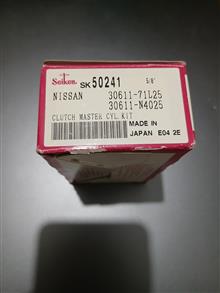 Seiken SK 50241 5/8"
NISSAN 30611-71L25
30611-N4025
CLUTCH MASTER CYL. KIT
MADE IN
JAPAN E04 2E